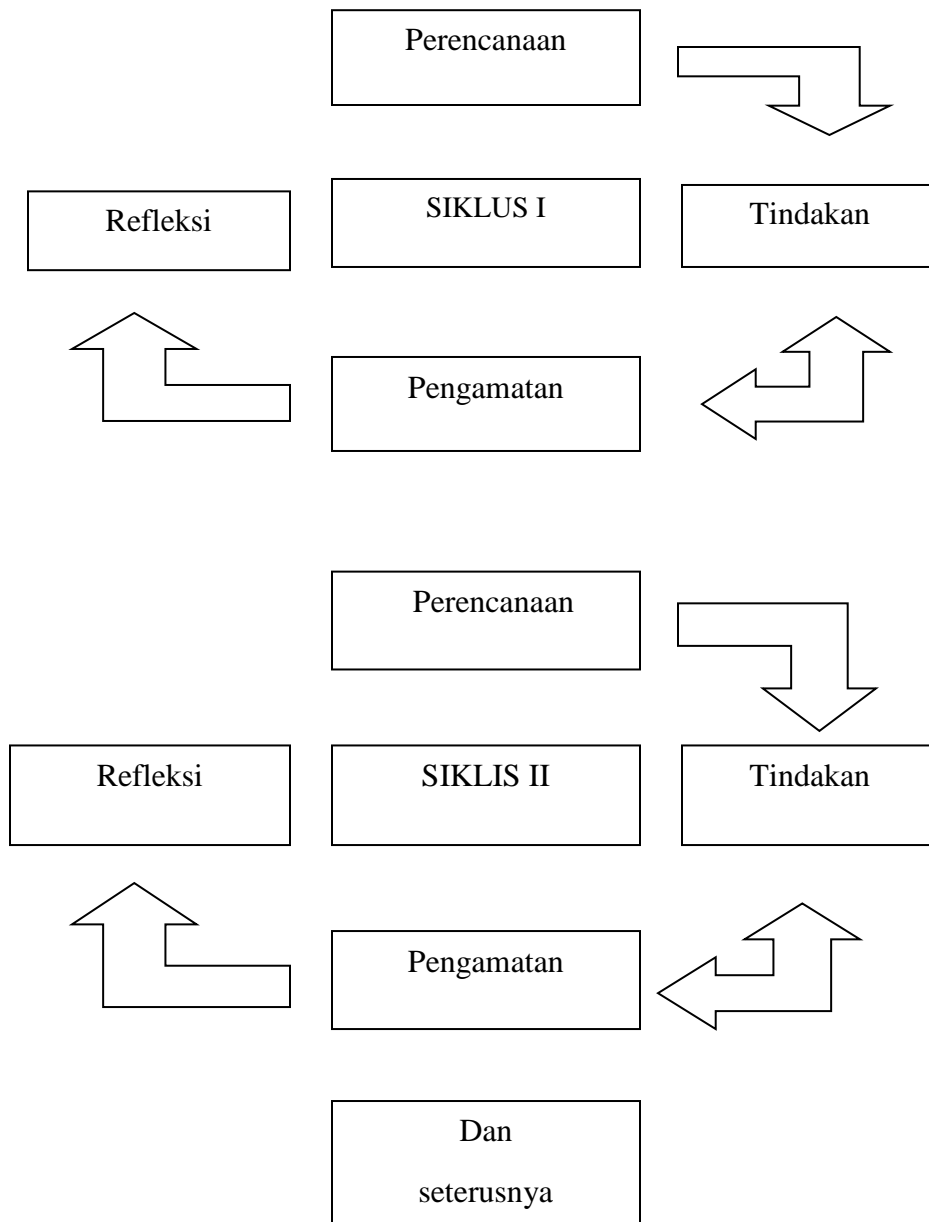 Perencanaan
Refleksi
SIKLUS I
Tindakan
Pengamatan
Perencanaan
Refleksi
SIKLIS II
Tindakan
Pengamatan
Dan
seterusnya